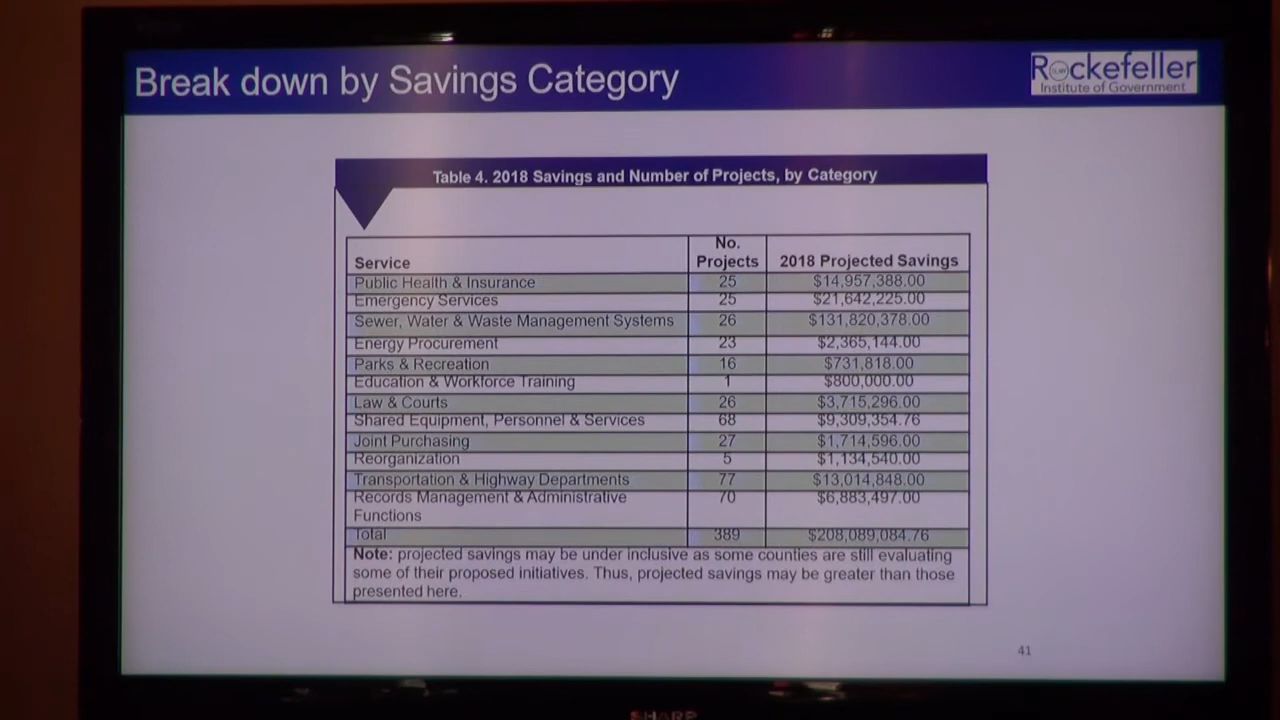 Break down by Savings Category
Rockefeller
Institute of Government
Table 4. 2018 Savings and Number of Projects, by Category
Service No. Projects 2018 Projected Savings
Public Health & Insurance 25 $14,957,388.00
Emergency Services 25 $21,642,225.00
Sewer, Water & Waste Management Systems 26 $131,820,378.00
Energy Procurement 23 $2,365,144.00
Parks & Recreation 16 $731,818.00
Education & Workforce Training 1 $800,000.00
Law & Courts 26 $3,715,296.00
Shared Equipment, Personnel & Services 68 $9,309,354.76
Joint Purchasing 27 $1,714,596.00
Reorganization 5 $1,134,540.00
Transportation & Highway Departments 77 $13,014,848.00
Records Management & Administrative 70 $6,883,497.00
Functions
Total 389 $208,089,084.76
Note: projected savings may be under inclusive as some counties are still evaluating
some of their proposed initiatives. Thus, projected savings may be greater than those
presented here.
41
SHARP